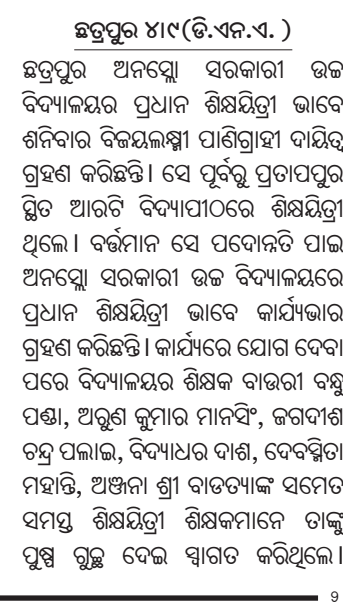 ଛତ୍ରପୁର ୪ା୯(ଡି.ଏନ.ଏ. )
ଛତ୍ରପୁର ଅନସ୍ଲୋ ସରକାରୀ ଉଚ୍ଚ
ବିଦ୍ୟାଳୟର ପ୍ରଧାନ ଶିକ୍ଷୟିତ୍ରୀ ଭାବେ
ଶନିବାର ବିଜୟଲକ୍ଷ୍ମୀ ପାଣିଗ୍ରାହୀ ଦାୟିତ୍ୱ
ଗ୍ରହଣ କରିଛନ୍ତି। ସେ ପୂର୍ବରୁ ପ୍ରତାପପୁର
ସ୍ଥିତ ଆରଟି ବିଦ୍ୟାପୀଠରେ ଶିକ୍ଷୟିତ୍ରୀ
ଥିଲେ। ବର୍ତ୍ତମାନ ସେ ପଦୋନ୍ନତି ପାଇ
ଅନସ୍ଲୋ ସରକାରୀ ଉଚ୍ଚ ବିଦ୍ୟାଳୟରେ
ପ୍ରଧାନ ଶିକ୍ଷୟିତ୍ରୀ ଭାବେ କାର୍ଯ୍ୟଭାର
ଗ୍ରହଣ କରିଛନ୍ତି। କାର୍ଯ୍ୟରେ ଯୋଗ ଦେବା
ପରେ ବିଦ୍ୟାଳୟର ଶିକ୍ଷକ ବାଉରୀ ବନ୍ଧୁ
ପଣ୍ଡା, ଅରୁଣ କୁମାର ମାନସିଂ, ଜଗଦୀଶ
ଚନ୍ଦ୍ର ପଲାଇ, ବିଦ୍ୟାଧର ଦାଶ, ଦେବସ୍ମିତା
ମହାନ୍ତି, ଅଞ୍ଜନା ଶ୍ରୀ ବାଡତ୍ୟାଙ୍କ ସମେତ
ସମସ୍ତ ଶିକ୍ଷୟିତ୍ରୀ ଶିକ୍ଷକମାନେ ତାଙ୍କୁ
ପୁଷ୍ପ ଗୁଚ୍ଛ ଦେଇ ସ୍ୱାଗତ କରିଥିଲେ।
9